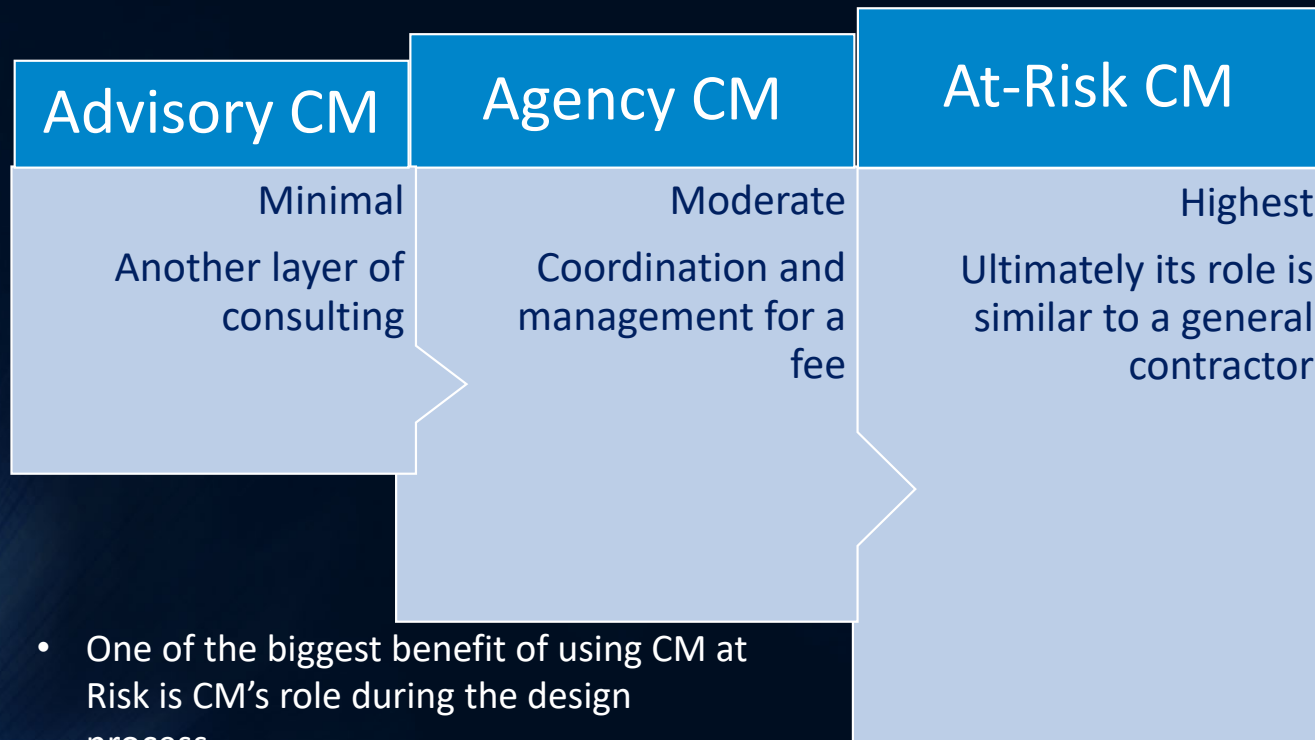 Advisory CM
Minimal
Another layer of
consulting
Agency CM
Moderate
Coordination and
management for a
fee
At-Risk CM
Highest
Ultimately its role is
similar to a general
contractor
• One of the biggest benefit of using CM at
Risk is CM’s role during the design
process